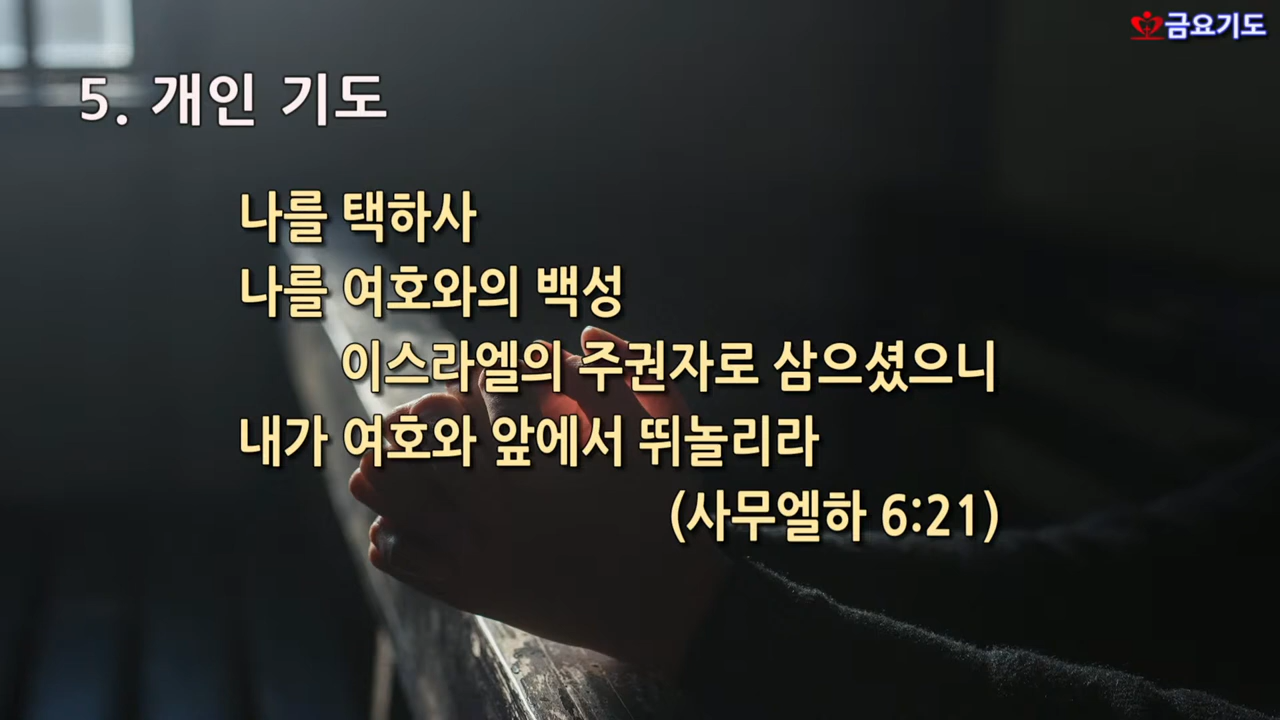 금요기도
5. 개인 기도
나를 택하사
나를 여호와의 백성
이스라엘의 주권자로 삼으셨으니
내가 여호와 앞에서 뛰놀리라
(사무엘하 6:21)